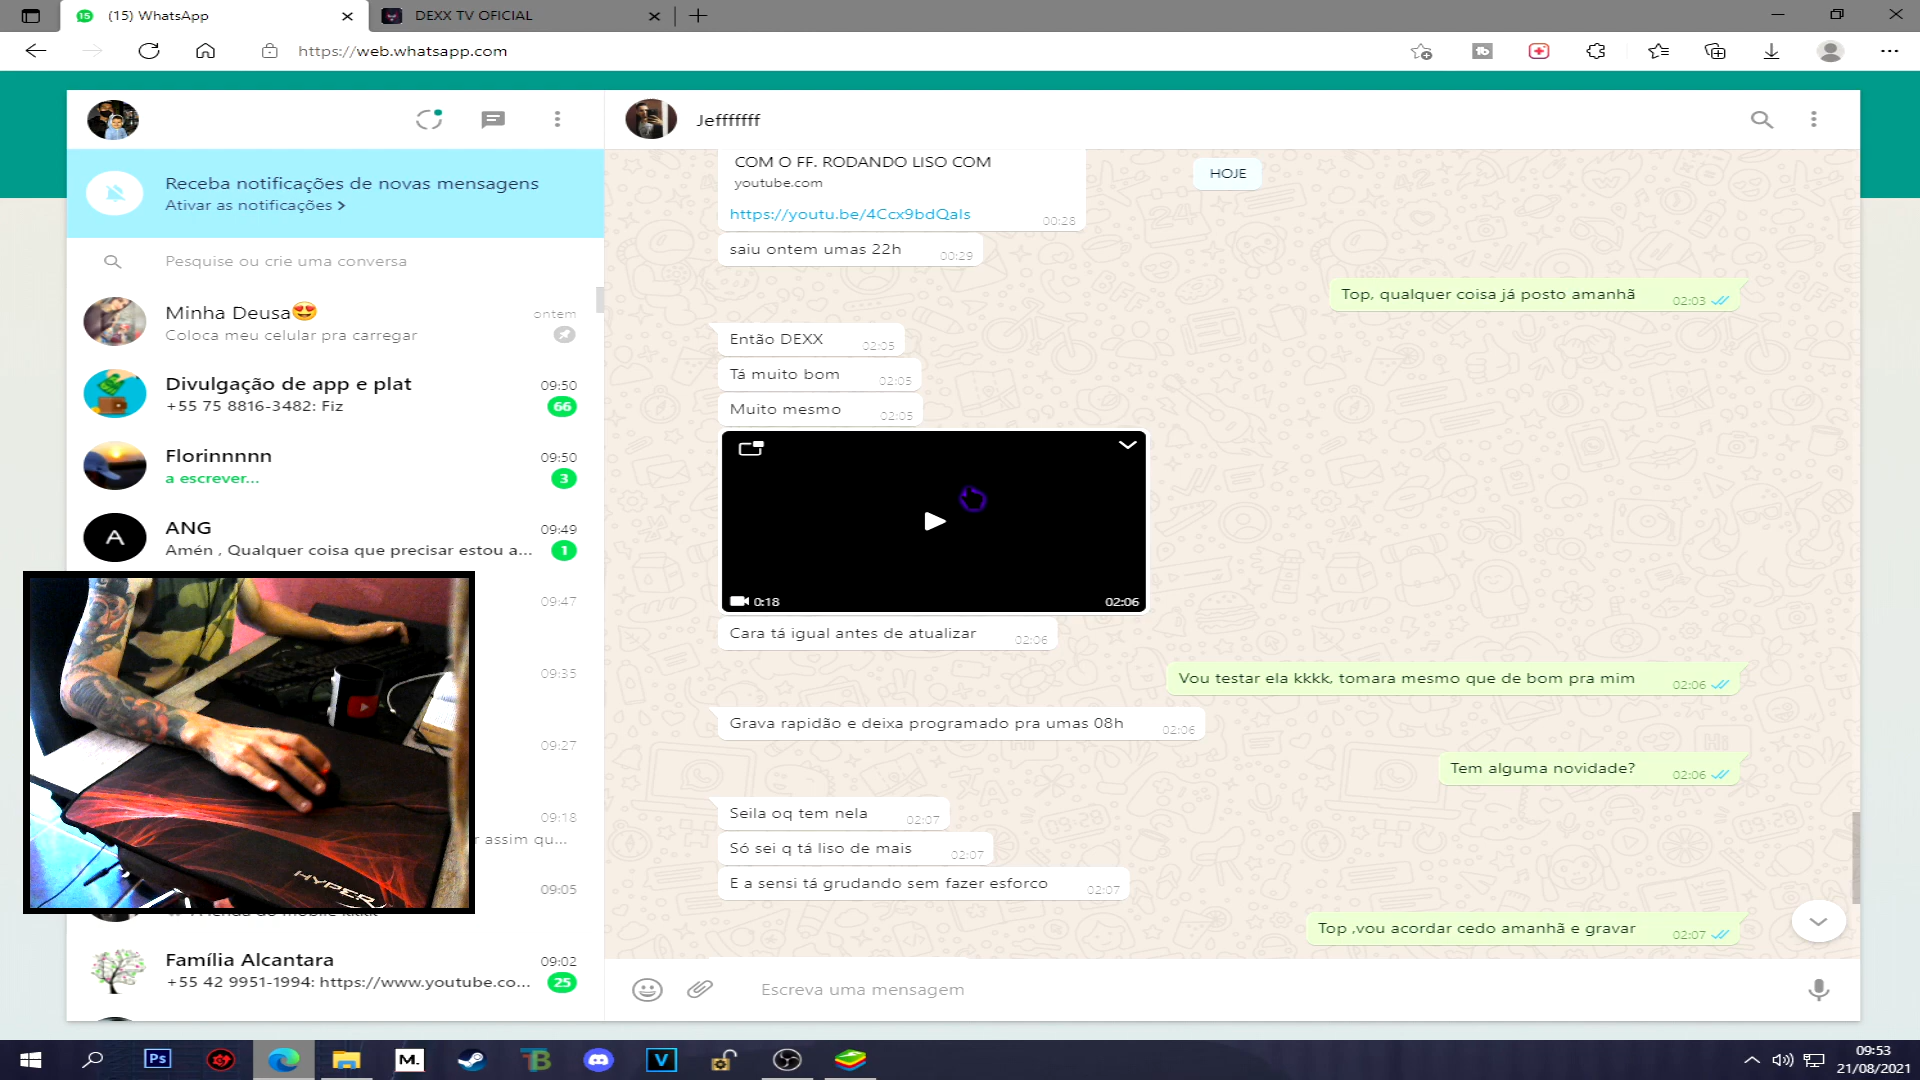 (15) WhatsApp
DEXX TV OFICIAL
https://web.whatsapp.com
Jefffffff
Receba notificações de novas mensagens
Ativar as notificações >
Pesquise ou crie uma conversa
Minha Deusa😍
ontem
Coloca meu celular pra carregar
Divulgação de app e plat
09:50
+55 75 8816-3482: Fiz
66
Florinnnnn
09:50
a escrever...
3
A
ANG
09:49
Amén , Qualquer coisa que precisar estou a...
1
09:47
09:35
09:27
09:18
r assim qu...
09:05
HYPER
Família Alcantara
09:02
+55 42 9951-1994: https://www.youtube.co...
25
COM O FF. RODANDO LISO COM
youtube.com
HOJE
https://youtu.be/4Ccx9bdQaIs
00:28
saiu ontem umas 22h
00:29
Top, qualquer coisa já posto amanhã
02:03
Então DEXX
02:05
Tá muito bom
02:05
Muito mesmo
02:05
0:18
02:06
Cara tá igual antes de atualizar
02:06
Vou testar ela kkkk, tomara mesmo que de bom pra mim
02:06
Grava rapidão e deixa programado pra umas 08h
02:06
Tem alguma novidade?
02:06
Seila oq tem nela
02:07
Só sei q tá liso de mais
02:07
E a sensi tá grudando sem fazer esforco
02:07
Top ,vou acordar cedo amanhã e gravar
02:07
Escreva uma mensagem
Ps
M.
TB
V
09:53
21/08/2021